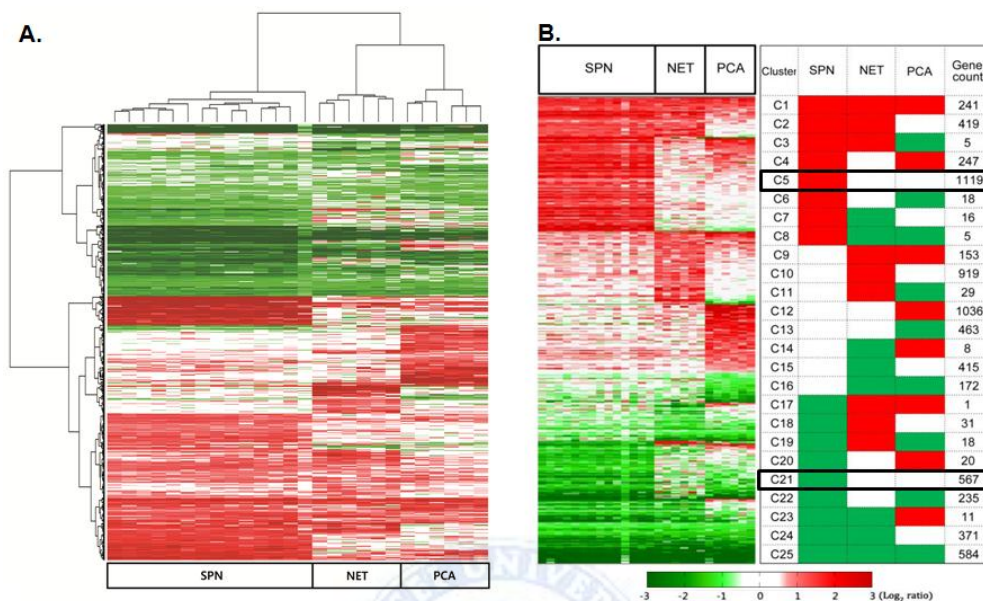 A.
SPN NET PCA
B.
SPN NET PCA
Cluster SPN NET PCA Gene count
C1 241
C2 419
C3 5
C4 247
C5 1119
C6 18
C7 16
C8 5
C9 153
C10 919
C11 29
C12 1036
C13 463
C14 8
C15 415
C16 172
C17 1
C18 31
C19 18
C20 20
C21 567
C22 235
C23 11
C24 371
C25 584
-3 -2 -1 0 1 2 3 (Log₂ ratio)